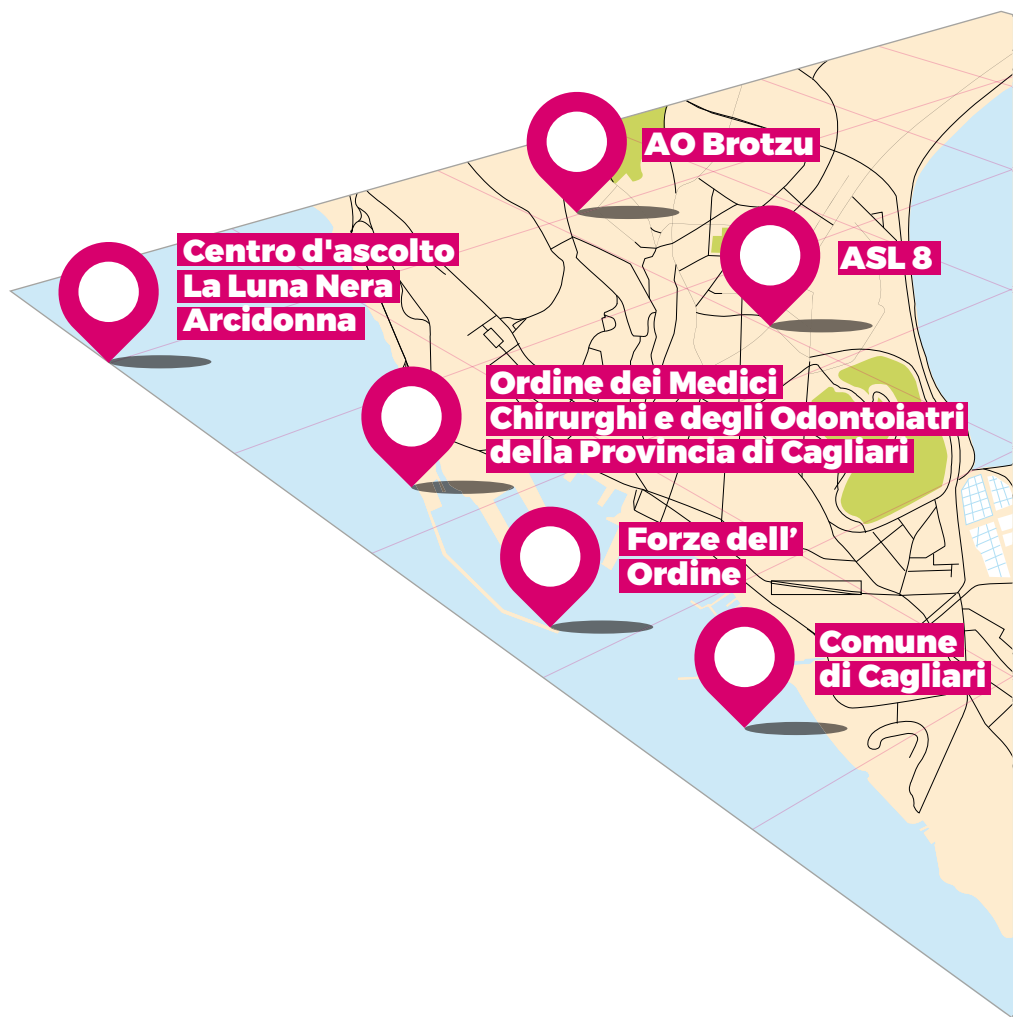 AO Brotzu
Centro d'ascolto
La Luna Nera
Arcidonna
ASL 8
Ordine dei Medici
Chirurghi e degli Odontoiatri
della Provincia di Cagliari
Forze dell’
Ordine
Comune
di Cagliari